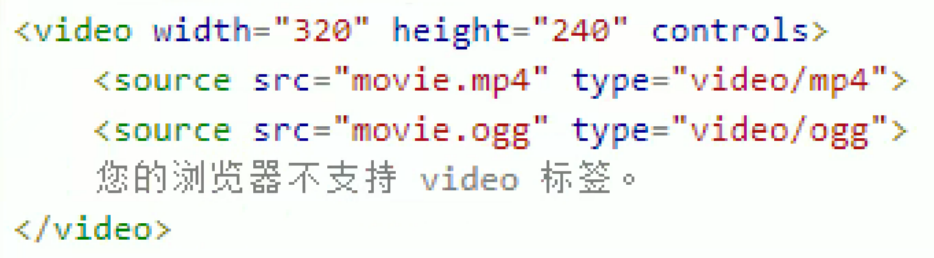 <video width="320" height="240" controls>
<source src="movie.mp4" type="video/mp4">
<source src="movie.ogg" type="video/ogg">
您的浏览器不支持 video 标签。
</video>